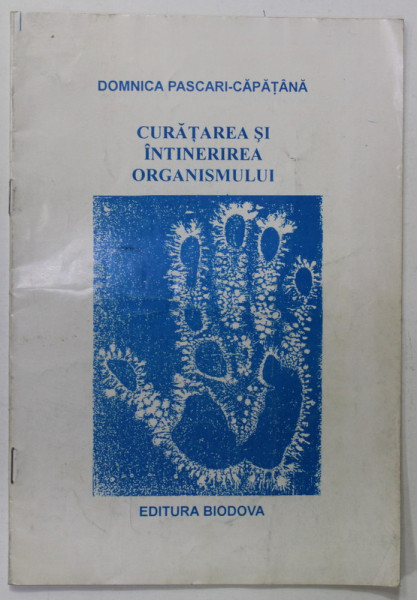 DOMNICA PASCARI-CĂPĂȚÂNĂ
CURĂȚAREA ȘI
ÎNTINERIREA
ORGANISMULUI
EDITURA BIODOVA